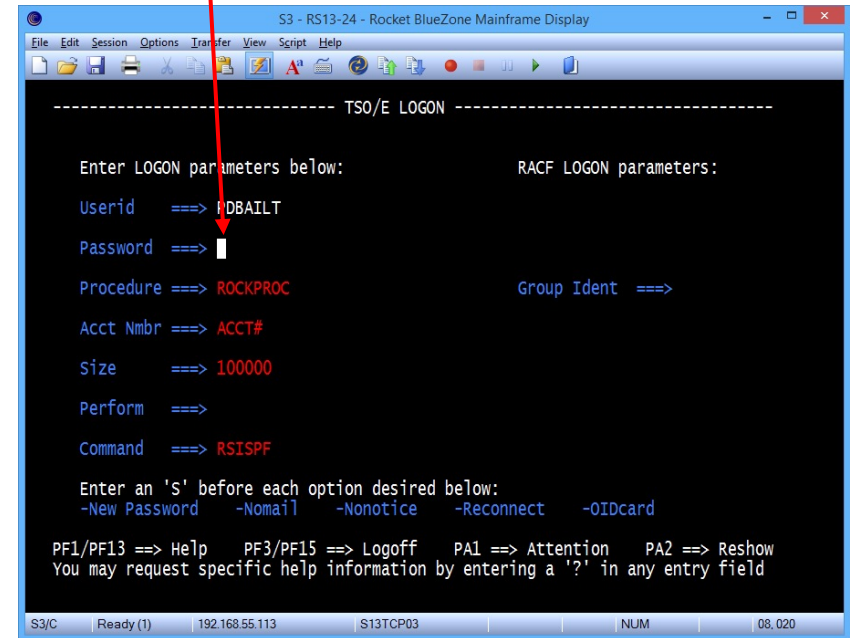 S3 - RS13-24 - Rocket BlueZone Mainframe Display
File Edit Session Options Transfer View Script Help
------------------------------- TSO/E LOGON -----------------------------------
Enter LOGON parameters below: RACF LOGON parameters:
Userid ===> RDBAILT
Password ===>
Procedure ===> ROCKPROC Group Ident ===>
Acct Nmbr ===> ACCT#
Size ===> 100000
Perform ===>
Command ===> RSISPF
Enter an 'S' before each option desired below:
-New Password -Nomail -Nonotice -Reconnect -OIDcard
PF1/PF13 ==> Help PF3/PF15 ==> Logoff PA1 ==> Attention PA2 ==> Reshow
You may request specific help information by entering a '?' in any entry field
S3/C Ready (1) 192.168.55.113 S13TCP03 NUM 08, 020